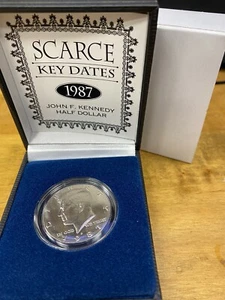 SCARCE
KEY DATES
1987
JOHN F. KENNEDY
HALF DOLLAR